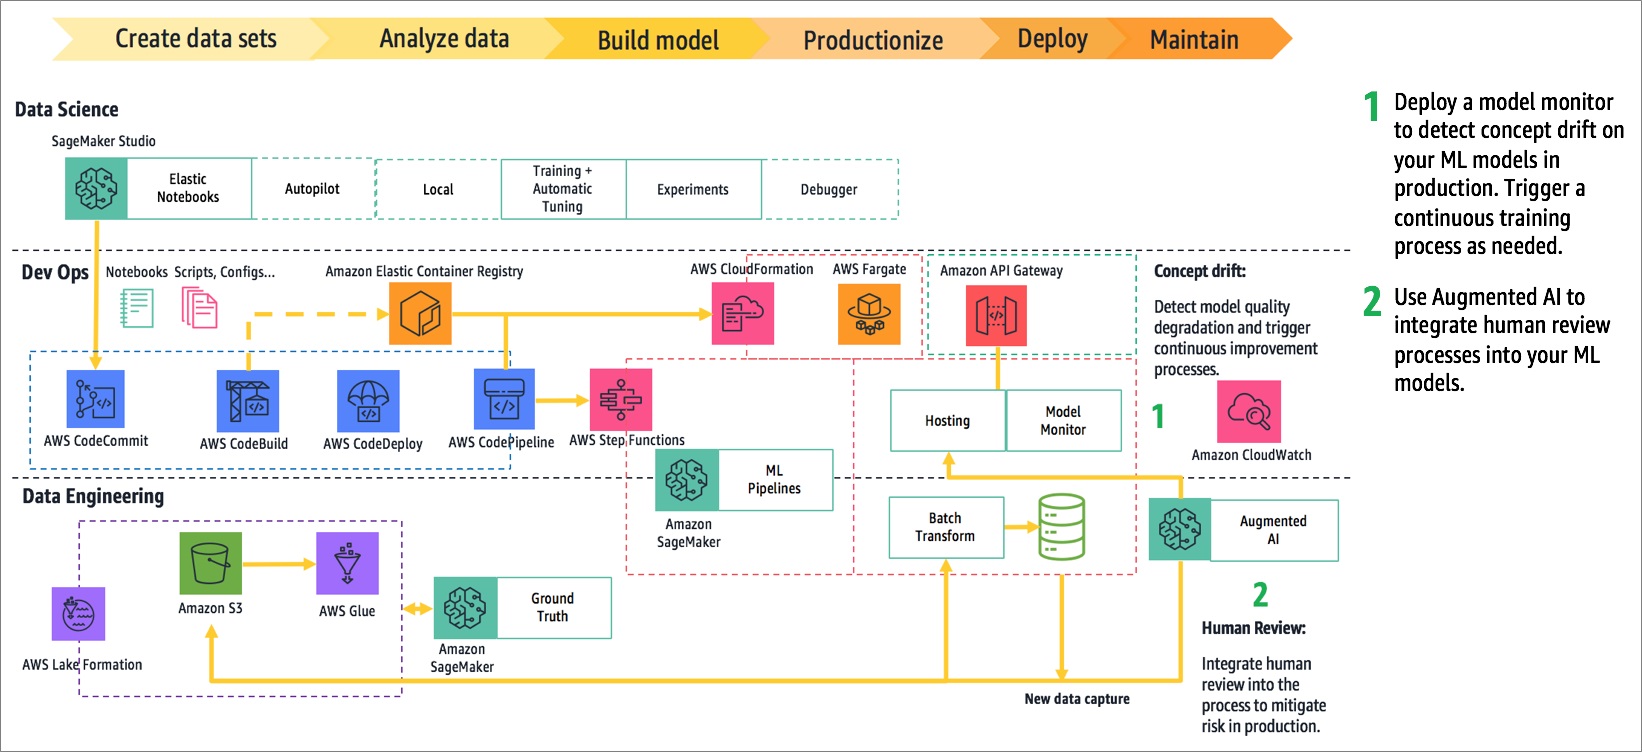 Create data sets
Analyze data
Build model
Productionize
Deploy
Maintain
Data Science
SageMaker Studio
Elastic
Notebooks
Autopilot
Local
Training +
Automatic
Tuning
Experiments
Debugger
Dev Ops
Notebooks
Scripts, Configs...
Amazon Elastic Container Registry
AWS CloudFormation
AWS Fargate
Amazon API Gateway
Concept drift:
Detect model quality
degradation and trigger
continuous improvement
processes.
1
Amazon CloudWatch
AWS CodeCommit
AWS CodeBuild
AWS CodeDeploy
AWS CodePipeline
AWS Step Functions
Hosting
Model
Monitor
ML
Pipelines
Amazon
SageMaker
Data Engineering
Batch
Transform
Augmented
AI
Amazon S3
AWS Glue
AWS Lake Formation
Ground
Truth
Amazon
SageMaker
New data capture
2
Human Review:
Integrate human
review into the
process to mitigate
risk in production.
1
Deploy a model monitor
to detect concept drift on
your ML models in
production. Trigger a
continuous training
process as needed.
2
Use Augmented AI to
integrate human review
processes into your ML
models.